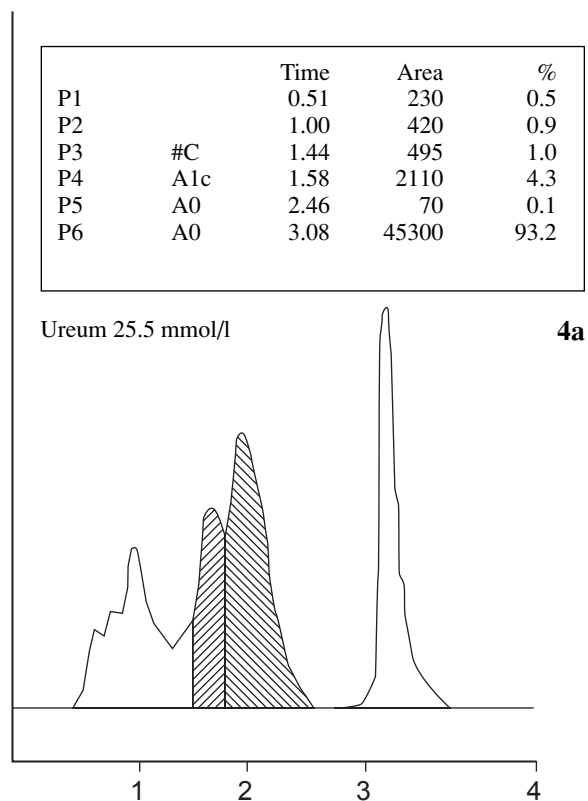 Time Area %
P1 0.51 230 0.5
P2 1.00 420 0.9
P3 #C 1.44 495 1.0
P4 A1c 1.58 2110 4.3
P5 A0 2.46 70 0.1
P6 A0 3.08 45300 93.2
Ureum 25.5 mmol/l 4a
1 2 3 4